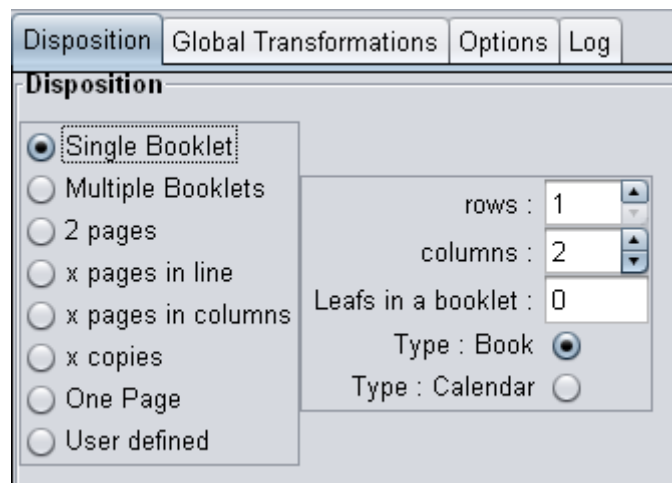 Disposition Global Transformations Options Log
Disposition
Single Booklet
Multiple Booklets
2 pages
x pages in line
x pages in columns
x copies
One Page
User defined
rows : 1
columns : 2
Leafs in a booklet : 0
Type : Book
Type : Calendar